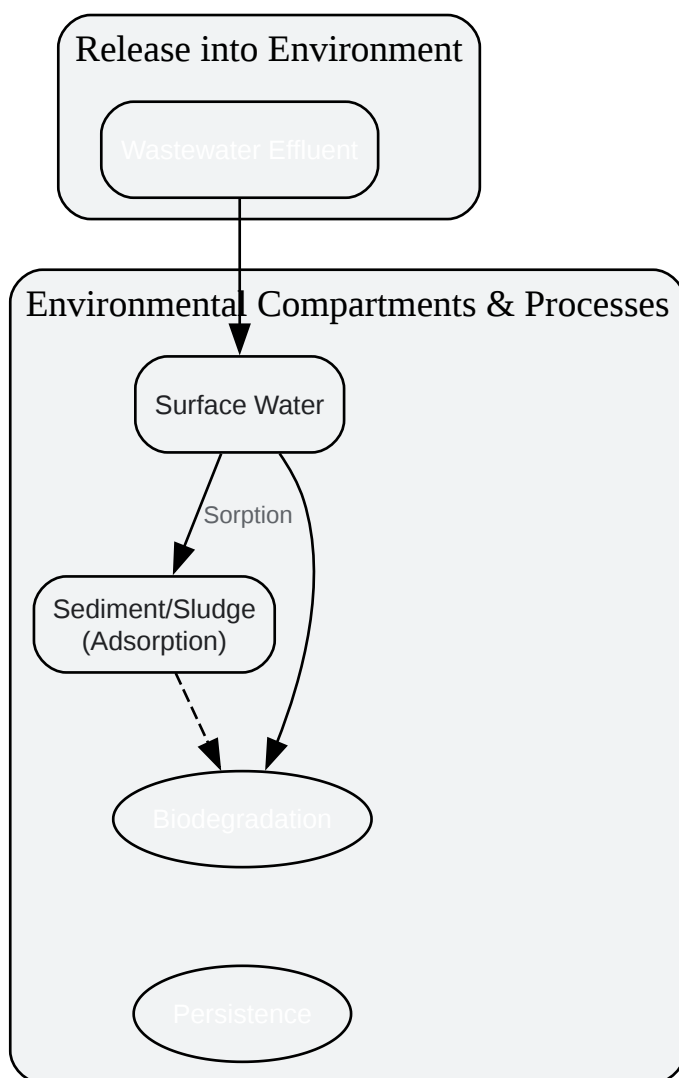 Release into Environment
Wastewater Effluent
Environmental Compartments & Processes
Surface Water
Sorption
Sediment/Sludge
(Adsorption)
Biodegradation
Persistence